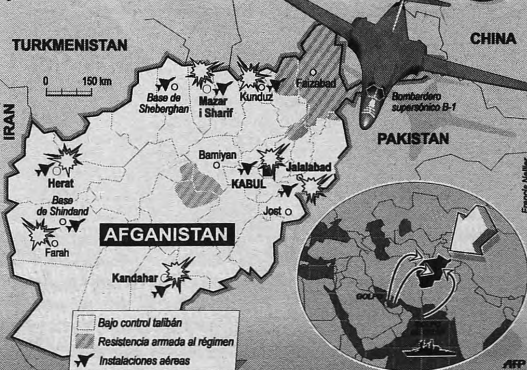 TURKMENISTAN
CHINA
0 150 km
IRAN
Base de
Sheberghan
Mazar
i Sharif
Kunduz
Faizabad
Bombardero
supersónico B-1
PAKISTAN
Bamiyan
KABUL
Jalalabad
Herat
Base
de Shindand
Jost
Farah
AFGANISTAN
Kandahar
GOLFO
Bajo control talibán
Resistencia armada al régimen
Instalaciones aéreas
AFP